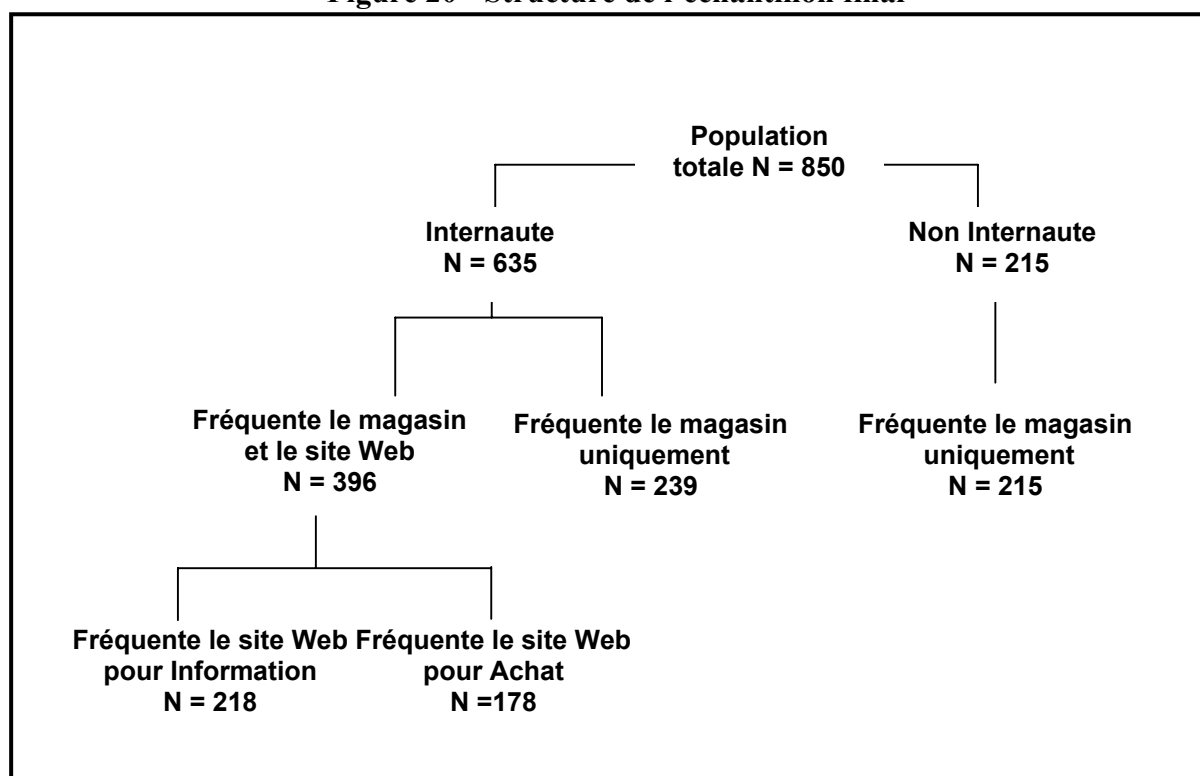 Population
totale N = 850
Internaute
N = 635
Non Internaute
N = 215
Fréquente le magasin
et le site Web
N = 396
Fréquente le magasin
uniquement
N = 239
Fréquente le magasin
uniquement
N = 215
Fréquente le site Web
pour Information
N = 218
Fréquente le site Web
pour Achat
N =178